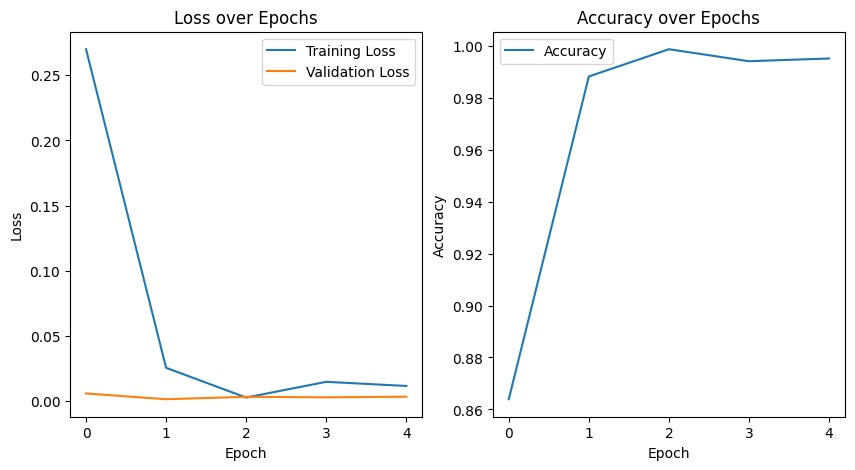 Loss over Epochs
Training Loss
Validation Loss
0.25
0.20
0.15
0.10
0.05
0.00
Loss
0 1 2 3 4
Epoch
Accuracy over Epochs
Accuracy
1.00
0.98
0.96
0.94
0.92
0.90
0.88
0.86
Accuracy
0 1 2 3 4
Epoch